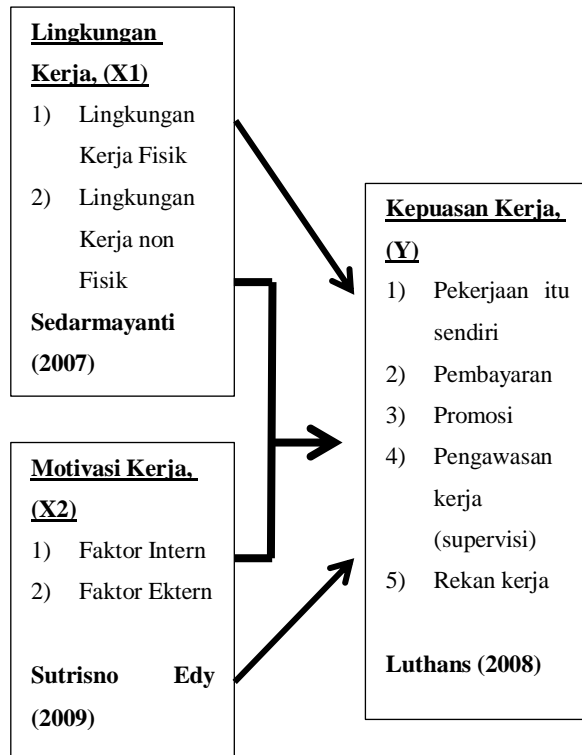 Lingkungan
Kerja, (X1)
1) Lingkungan
Kerja Fisik
2) Lingkungan
Kerja non
Fisik
Sedarmayanti
(2007)
Motivasi Kerja,
(X2)
1) Faktor Intern
2) Faktor Ektern
Sutrisno Edy
(2009)
Kepuasan Kerja,
(Y)
1) Pekerjaan itu
sendiri
2) Pembayaran
3) Promosi
4) Pengawasan
kerja
(supervisi)
5) Rekan kerja
Luthans (2008)